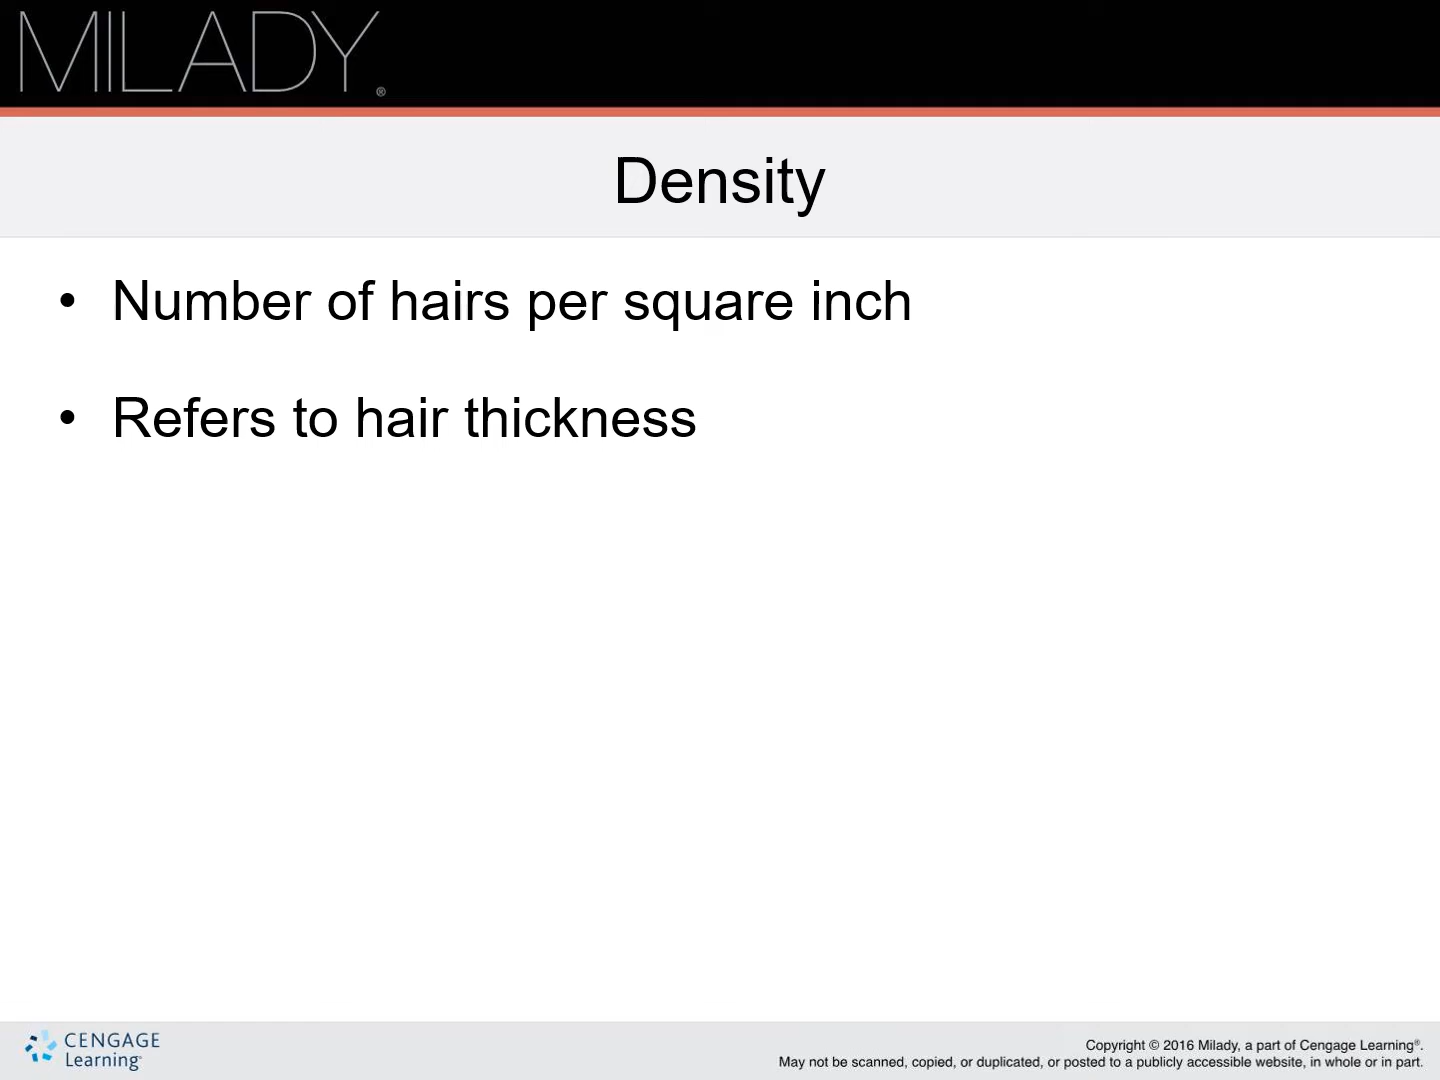 MILADY®
Density
• Number of hairs per square inch
• Refers to hair thickness
CENGAGE
Learning®
Copyright © 2016 Milady, a part of Cengage Learning®.
May not be scanned, copied, or duplicated, or posted to a publicly accessible website, in whole or in part.